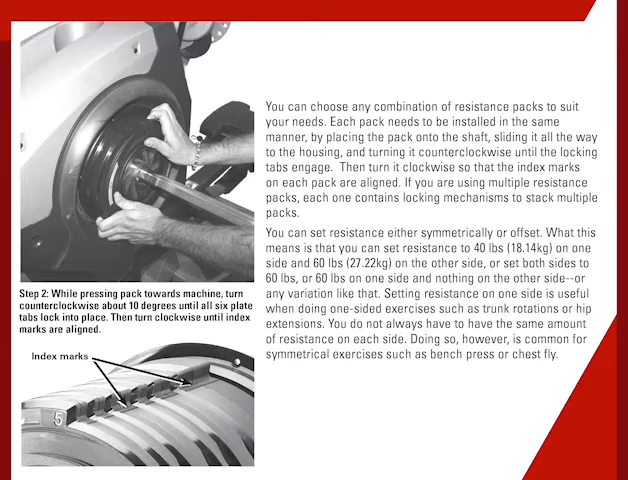 You can choose any combination of resistance packs to suit
your needs. Each pack needs to be installed in the same
manner, by placing the pack onto the shaft, sliding it all the way
to the housing, and turning it counterclockwise until the locking
tabs engage.  Then turn it clockwise so that the index marks
on each pack are aligned. If you are using multiple resistance
packs, each one contains locking mechanisms to stack multiple
packs.
You can set resistance either symmetrically or offset. What this
means is that you can set resistance to 40 lbs (18.14kg) on one
side and 60 lbs (27.22kg) on the other side, or set both sides to
60 lbs, or 60 lbs on one side and nothing on the other side--or
any variation like that. Setting resistance on one side is useful
when doing one-sided exercises such as trunk rotations or hip
extensions. You do not always have to have the same amount
of resistance on each side. Doing so, however, is common for
symmetrical exercises such as bench press or chest fly.
Step 2: While pressing pack towards machine, turn
counterclockwise about 10 degrees until all six plate
tabs lock into place. Then turn clockwise until index
marks are aligned.
Index marks
5